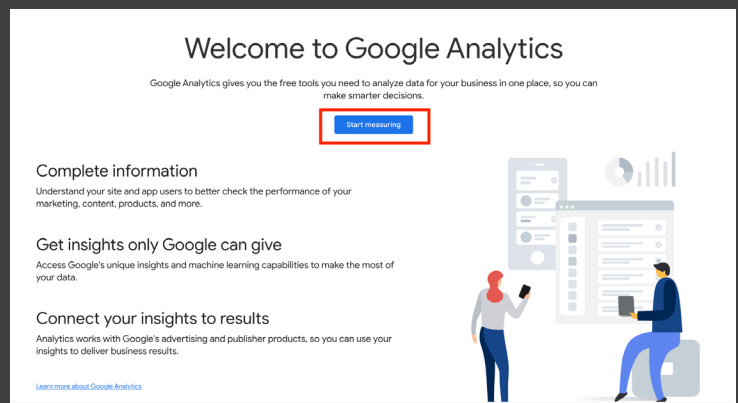 Welcome to Google Analytics
Google Analytics gives you the free tools you need to analyze data for your business in one place, so you can
make smarter decisions.
Start measuring
Complete information
Understand your site and app users to better check the performance of your
marketing, content, products, and more.
Get insights only Google can give
Access Google's unique insights and machine learning capabilities to make the most of
your data.
Connect your insights to results
Analytics works with Google's advertising and publisher products, so you can use your
insights to deliver business results.
Learn more about Google Analytics